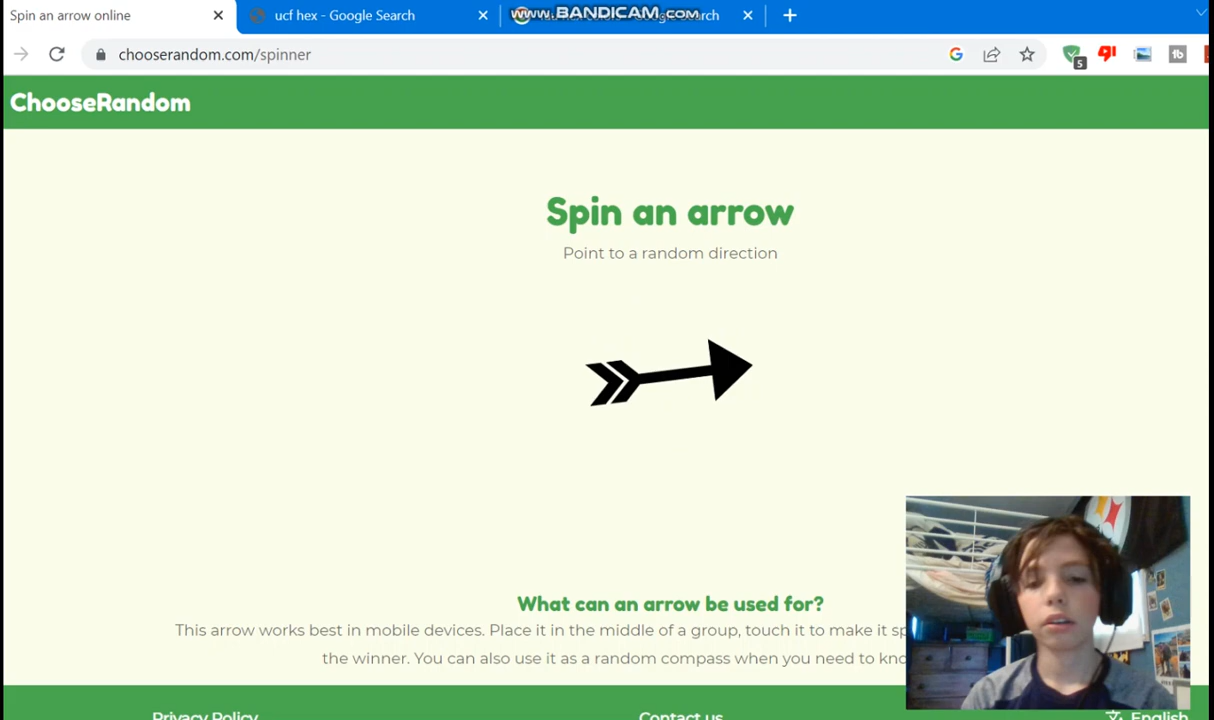 Spin an arrow online
ucf hex - Google Search
WWW.BANDICAM.COM
chooserandom.com/spinner
5
ChooseRandom
Spin an arrow
Point to a random direction
What can an arrow be used for?
This arrow works best in mobile devices. Place it in the middle of a group, touch it to make it
the winner. You can also use it as a random compass when you need to
Privacy Policy
Contact us
English